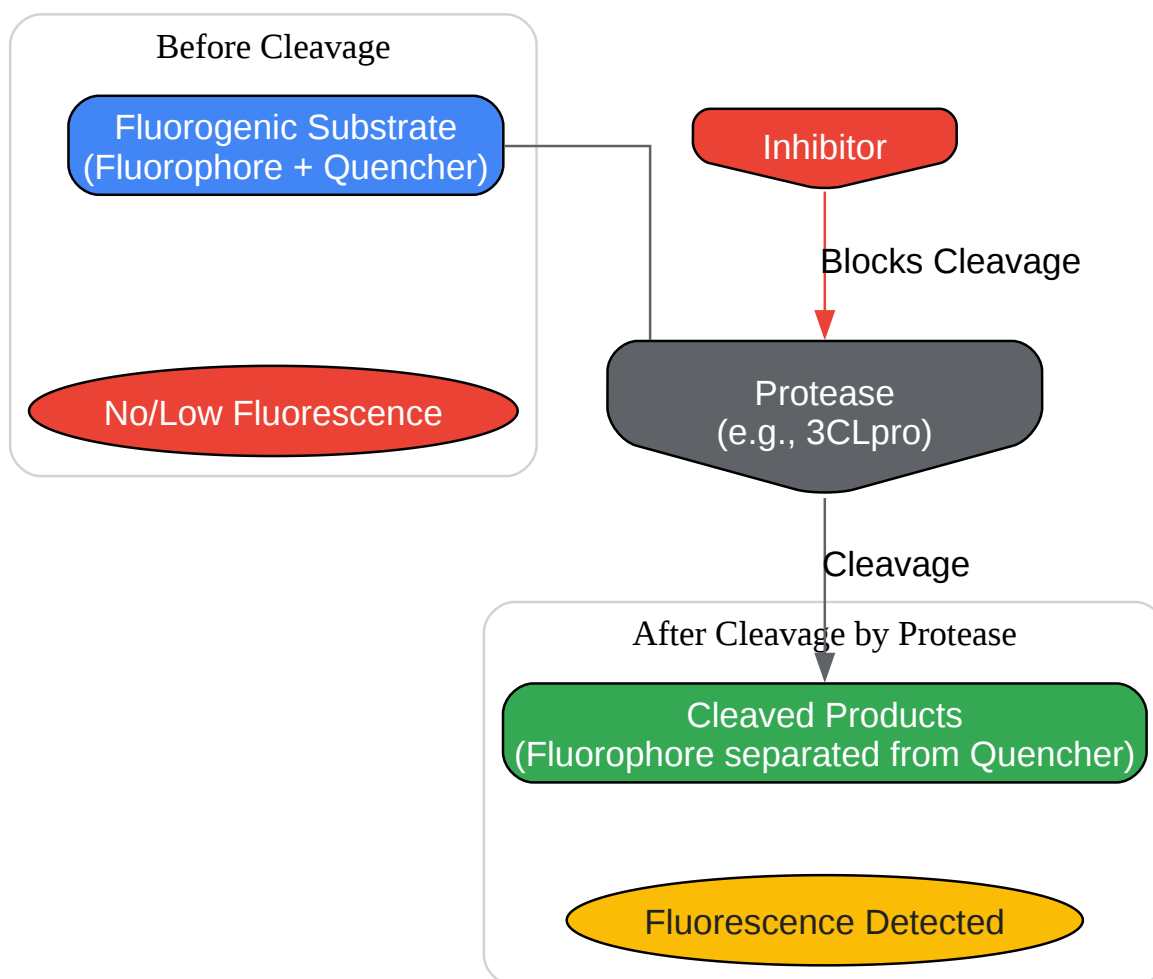 Before Cleavage
Fluorogenic Substrate
(Fluorophore + Quencher)
Inhibitor
Blocks Cleavage
No/Low Fluorescence
Protease
(e.g., 3CLpro)
Cleavage
After Cleavage by Protease
Cleaved Products
(Fluorophore separated from Quencher)
Fluorescence Detected